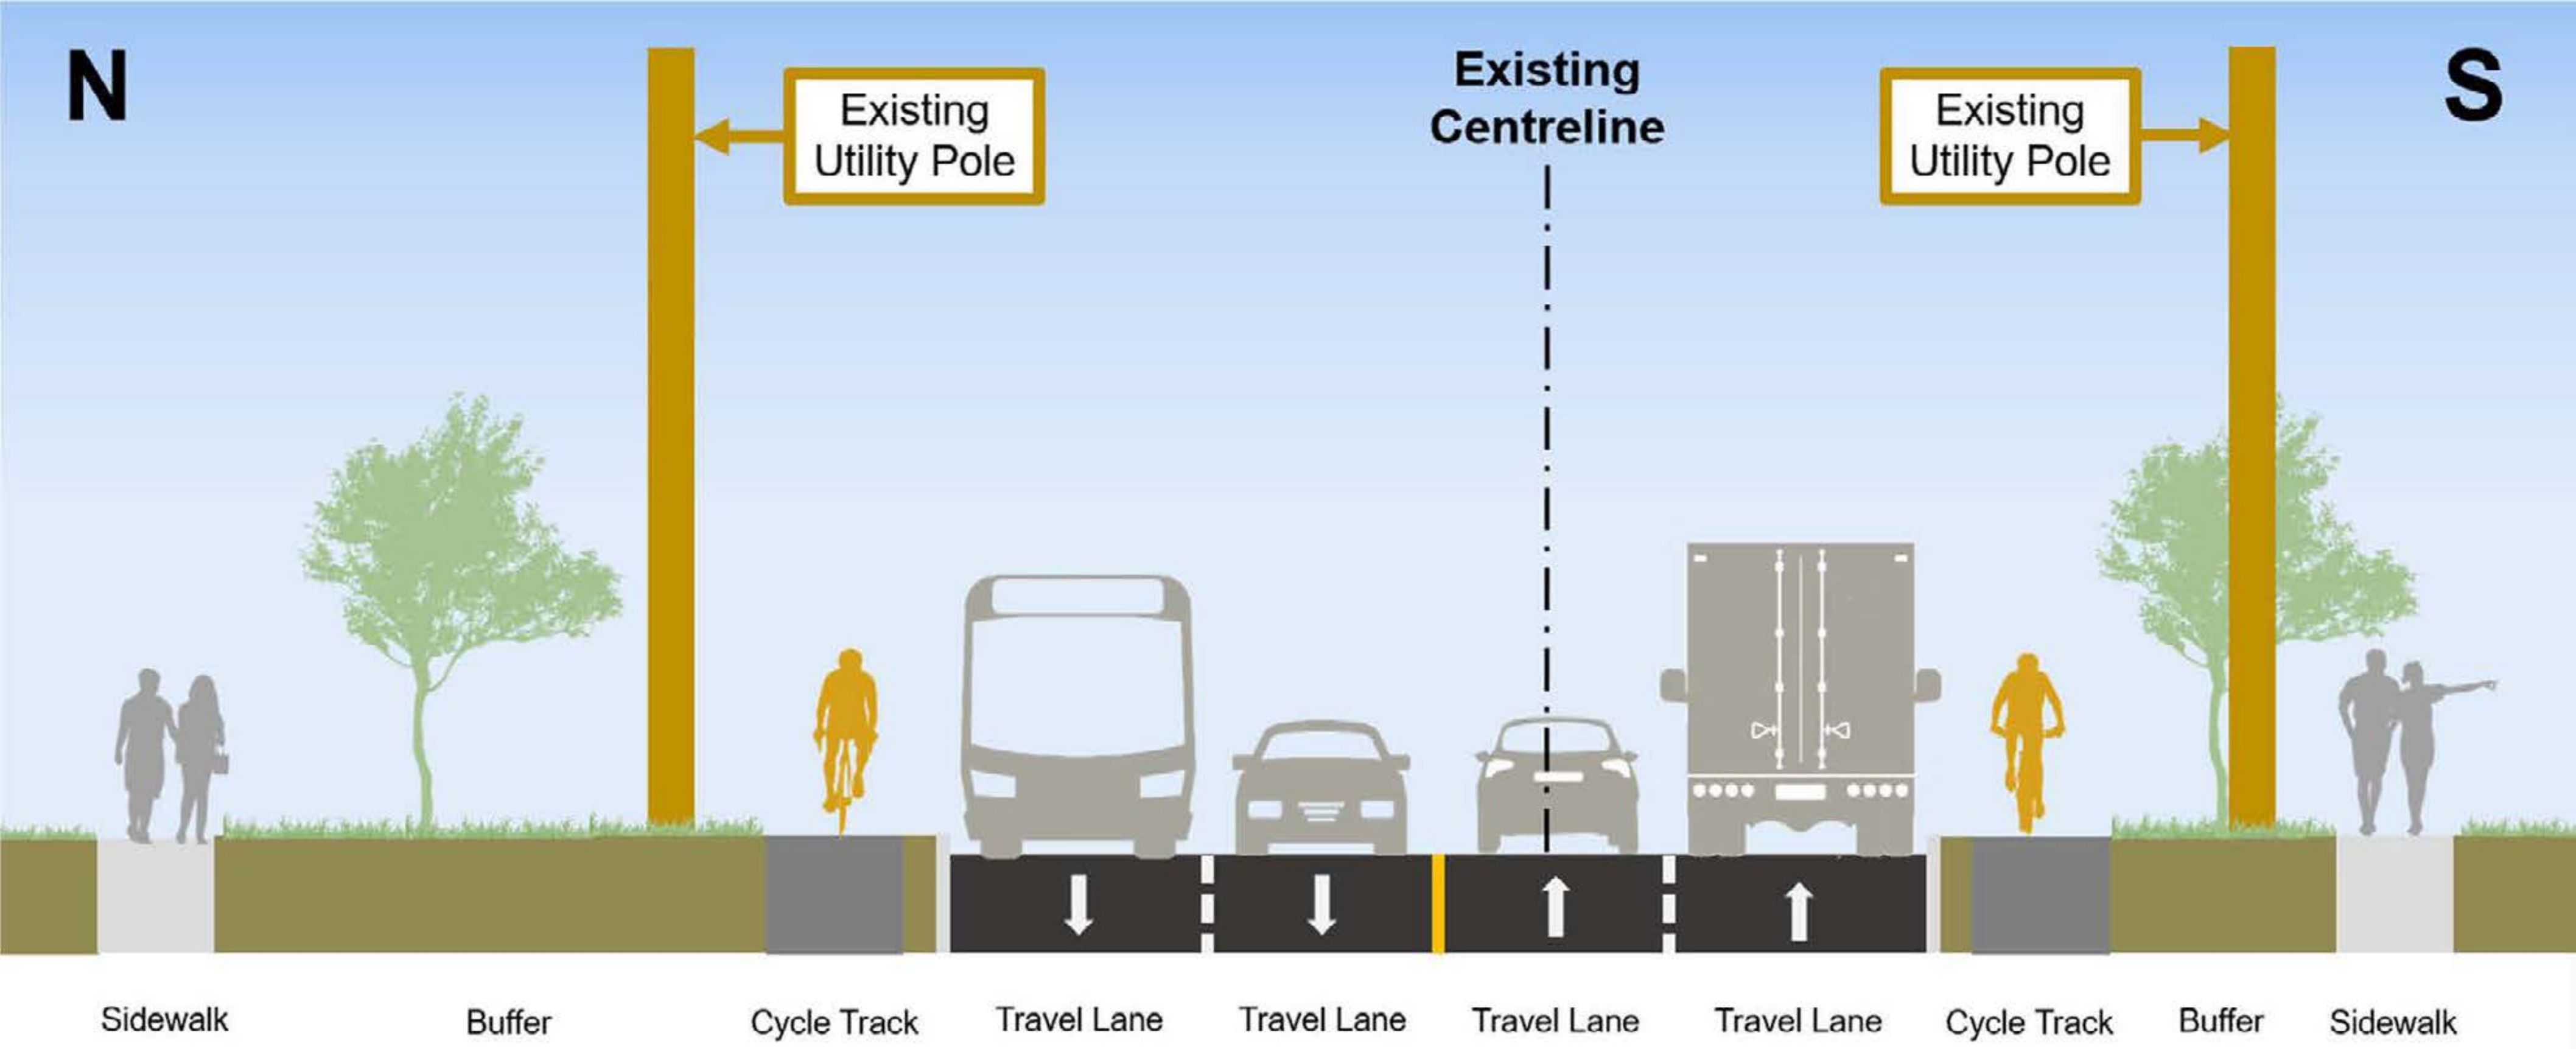 N
Existing
Utility Pole
Existing
Centreline
Existing
Utility Pole
S
Sidewalk
Buffer
Cycle Track
Travel Lane
Travel Lane
Travel Lane
Travel Lane
Cycle Track
Buffer
Sidewalk